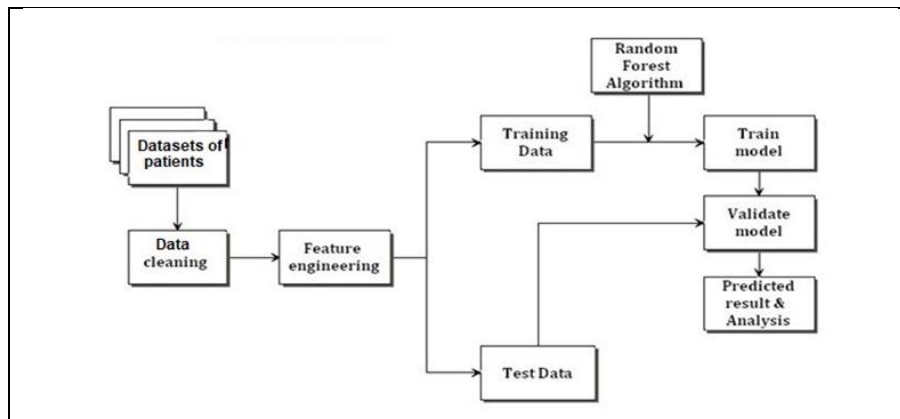 Random
Forest
Algorithm
Datasets of
patients
Training
Data
Train
model
Data
cleaning
Feature
engineering
Validate
model
Predicted
result &
Analysis
Test Data